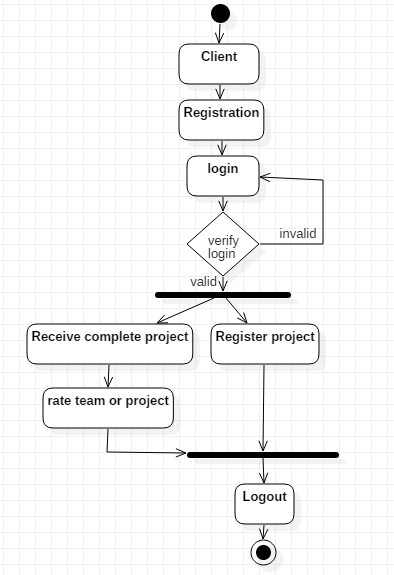 Client
Registration
login
verify
login
invalid
valid
Receive complete project
Register project
rate team or project
Logout